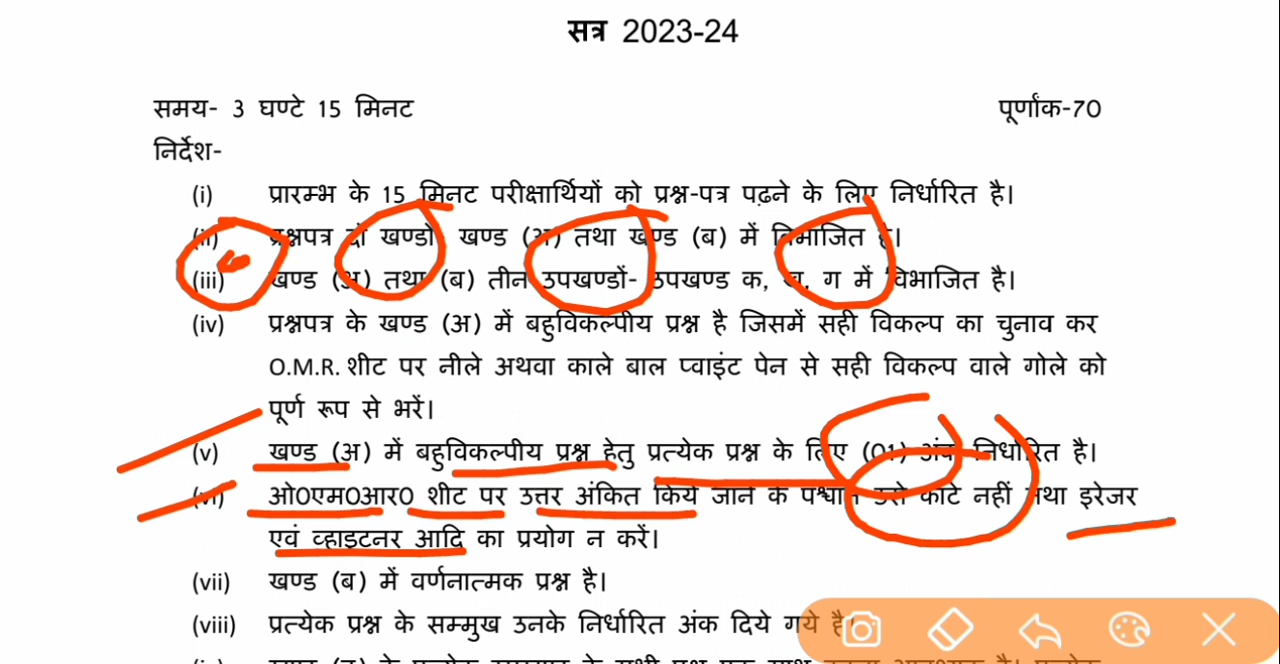 सत्र 2023-24
समय- 3 घण्टे 15 मिनट पूर्णांक-70
निर्देश-
(i) प्रारम्भ के 15 मिनट परीक्षार्थियों को प्रश्न-पत्र पढ़ने के लिए निर्धारित है।
(ii) प्रश्नपत्र दो खण्डों खण्ड (अ) तथा खण्ड (ब) में विभाजित है।
(iii) खण्ड (अ) तथा (ब) तीन उपखण्डों- उपखण्ड क, ख, ग में विभाजित है।
(iv) प्रश्नपत्र के खण्ड (अ) में बहुविकल्पीय प्रश्न है जिसमें सही विकल्प का चुनाव कर
O.M.R. शीट पर नीले अथवा काले बाल प्वाइंट पेन से सही विकल्प वाले गोले को
पूर्ण रूप से भरें।
(v) खण्ड (अ) में बहुविकल्पीय प्रश्न हेतु प्रत्येक प्रश्न के लिए (01) अंक निर्धारित है।
(vi) ओ0एम0आर0 शीट पर उत्तर अंकित किये जाने के पश्चात उसे काटे नहीं तथा इरेजर
एवं व्हाइटनर आदि का प्रयोग न करें।
(vii) खण्ड (ब) में वर्णनात्मक प्रश्न है।
(viii) प्रत्येक प्रश्न के सम्मुख उनके निर्धारित अंक दिये गये है